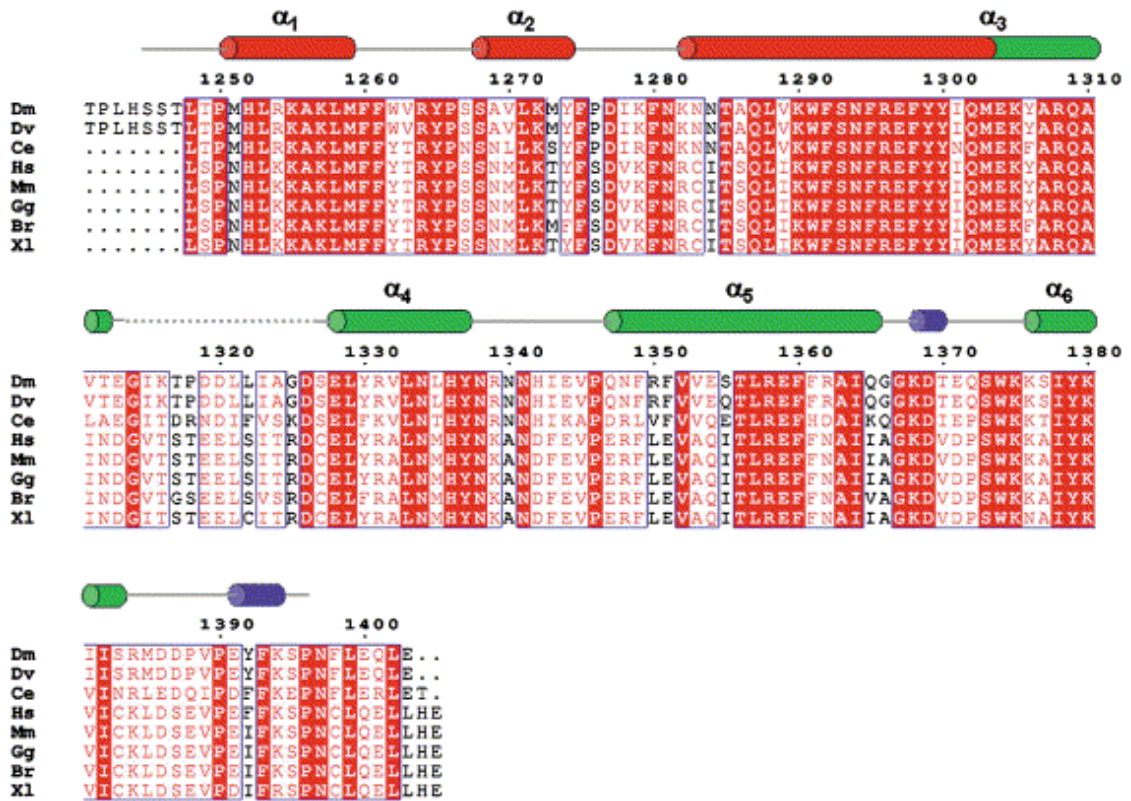 α1 α2 α3
1250 1260 1270 1280 1290 1300 1310
Dm TPLHSSTLTPMHLRKAKLMFFWVRYPSSAVLKMYFPDIKFNKNNTAQLVKWFSNFREFYYIQMEKYARQA
Dv TPLHSSTLTPMHLRKAKLMFFWVRYPSSAVLKMYFPDIKFNKNNTAQLVKWFSNFREFYYIQMEKYARQA
Ce .......LTPMHLRKAKLMFFYTRYPNSNLLKSYFPDIRFNKNNTAQLVKWFSNFREFYYNQMEKFARQA
Hs .......LSPNHLKKAKLMFFYTRYPSSNMLKTYFSDVKFNRCITSQLIKWFSNFREFYYIQMEKYARQA
Mm .......LSPNHLKKAKLMFFYTRYPSSNMLKTYFSDVKFNRCITSQLIKWFSNFREFYYIQMEKYARQA
Gg .......LSPNHLKKAKLMFFYTRYPSSNMLKTYFSDVKFNRCITSQLIKWFSNFREFYYIQMEKYARQA
Br .......LSPNHLKKAKLMFFYTRYPSSNMLKMFFSDVKFNRCITSQLIKWFSNFREFYYIQMEKYARQA
Xl .......LSPNHLKKAKLMFFYTRYPSSNMLKTYFSDVKFNRCITSQLIKWFSNFREFYYIQMEKYARQA
α4 α5 α6
1320 1330 1340 1350 1360 1370 1380
Dm VTEGIKTPDDLLIAGDSELYRVLNLHYNRNNHIEVPQNFRFVVESTLREFFRAIQGGKDTEQSWKKSIYK
Dv VTEGIKTPDDLLIAGDSELYRVLNLHYNRNNHIEVPQNFRFVVEQTLREFFRAIQGGKDTEQSWKKSIYK
Ce LAEGITDRNDIFVSKDSELFKVLNTHYNKNNHIKAPDRLVFVVQETLREFHDAIKQGKDIEPSWKKTIYK
Hs INDGVTSTEELSITRDCELYRALNMHYNKANDFEVPERFLEVAQITLREFFNAIIAGKDVDPSWKKAIYK
Mm INDGVTSTEELSITRDCELYRALNMHYNKANDFEVPERFLEVAQITLREFFNAIIAGKDVDPSWKKAIYK
Gg INDGVTSTEELSITRDCELYRALNMHYNKANDFEVPERFLEVAQITLREFFNAIIAGKDVDPSWKKAIYK
Br INDGVTGSEELSVSRDCELFRALNMHYNKANDFEVPERFLEVAQITLREFFNAIVAGKDVDPSWKKAIYK
Xl INDGITSTEELCITRDCELYRALNMHYNKANDFEVPERFLEVAQITLREFFNAIIAGKDVDPSWKNAIYK
1390 1400
Dm IISRMDDPVPEYFKSPNFLEQLE..
Dv IISRMDDPVPEYFKSPNFLEQLE..
Ce VINRLEDQIPDFFKEPNFLERLET.
Hs VICKLDSEVPEFFKSPNCLQELLHE
Mm VICKLDSEVPEIFKSPNCLQELLHE
Gg VICKLDSEVPEIFKSPNCLQELLHE
Br VICKLDSEVPEIFKSPNCLQELLHE
Xl VICKLDSEVPDIFRSPNCLQELLHE